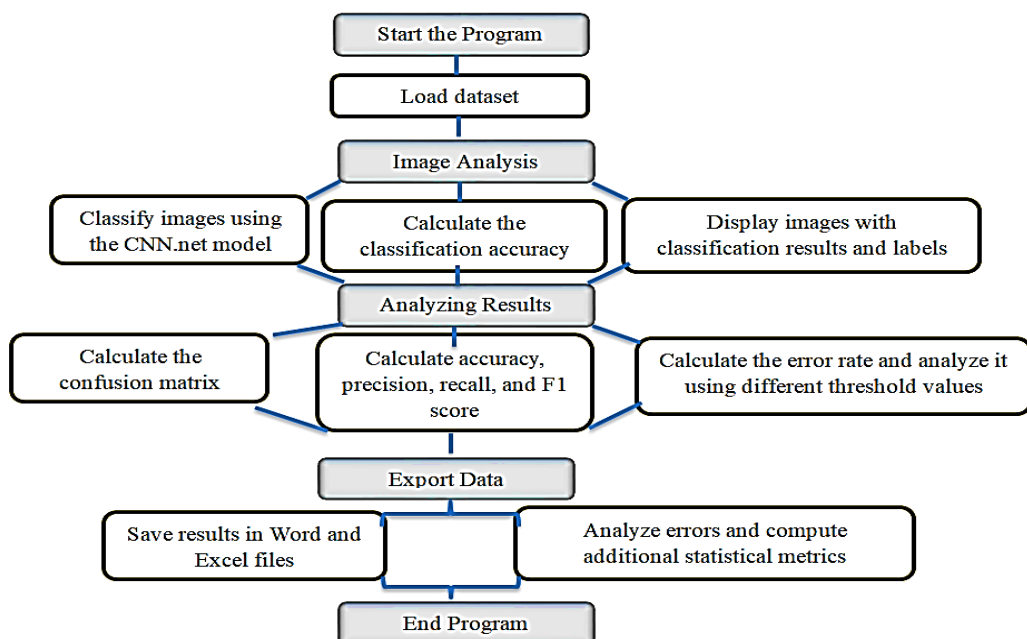 Start the Program
Load dataset
Image Analysis
Classify images using
the CNN.net model
Calculate the
classification accuracy
Display images with
classification results and labels
Analyzing Results
Calculate the
confusion matrix
Calculate accuracy,
precision, recall, and F1
score
Calculate the error rate and analyze it
using different threshold values
Export Data
Save results in Word and
Excel files
Analyze errors and compute
additional statistical metrics
End Program